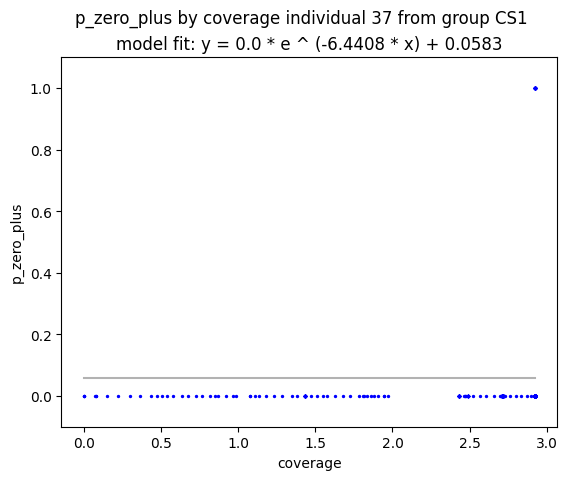 p_zero_plus by coverage individual 37 from group CS1
model fit: y = 0.0 * e ^ (-6.4408 * x) + 0.0583
1.0
0.8
0.6
0.4
0.2
0.0
p_zero_plus
0.0 0.5 1.0 1.5 2.0 2.5 3.0
coverage